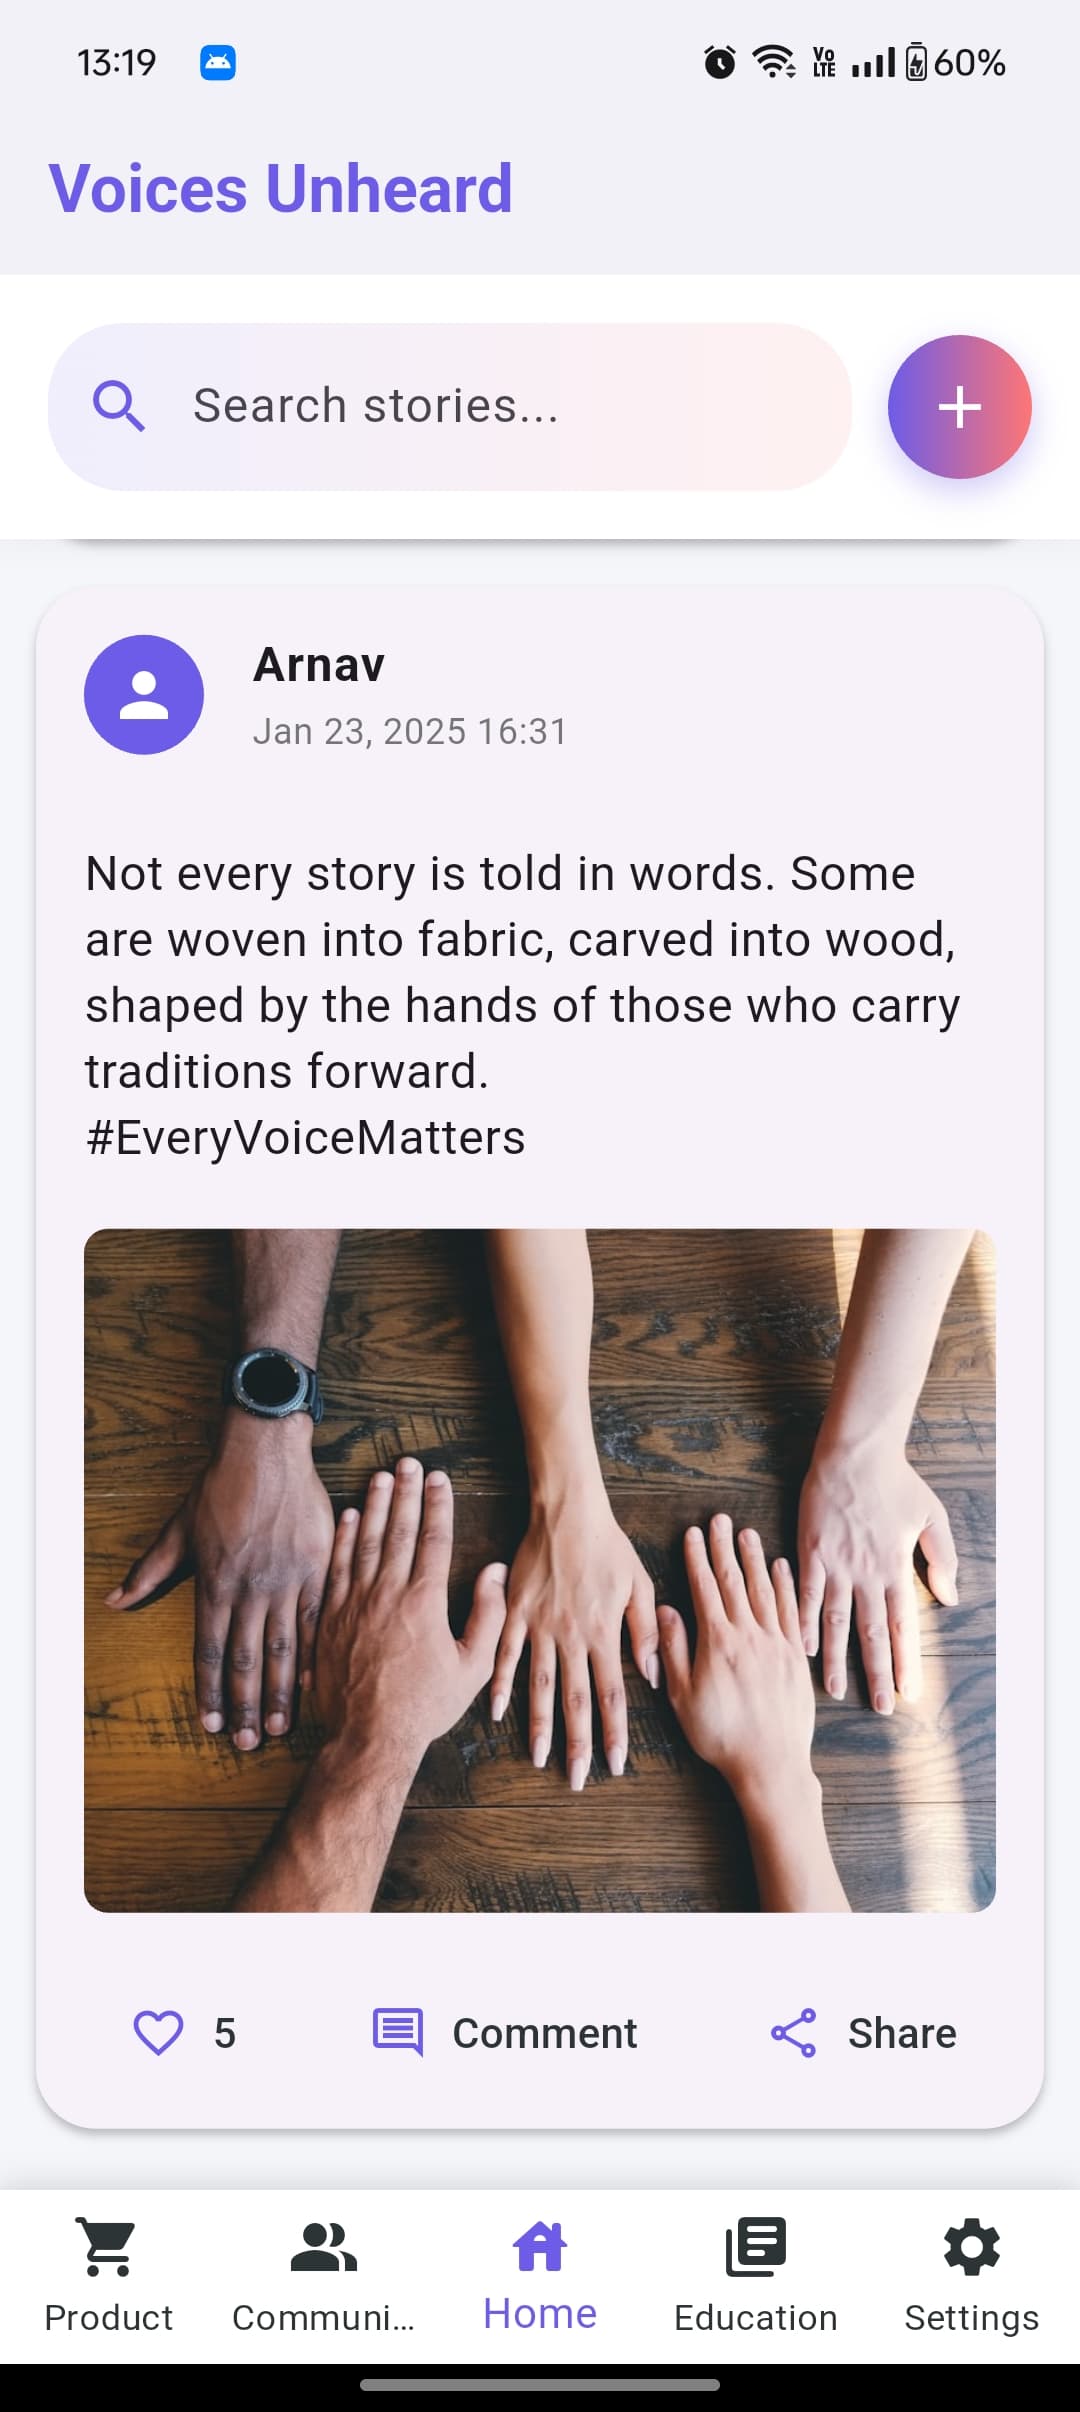 13:19
Vo LTE
60%
Voices Unheard
Search stories...
Arnav
Jan 23, 2025 16:31
Not every story is told in words. Some
are woven into fabric, carved into wood,
shaped by the hands of those who carry
traditions forward.
#EveryVoiceMatters
5
Comment
Share
Product
Communi...
Home
Education
Settings